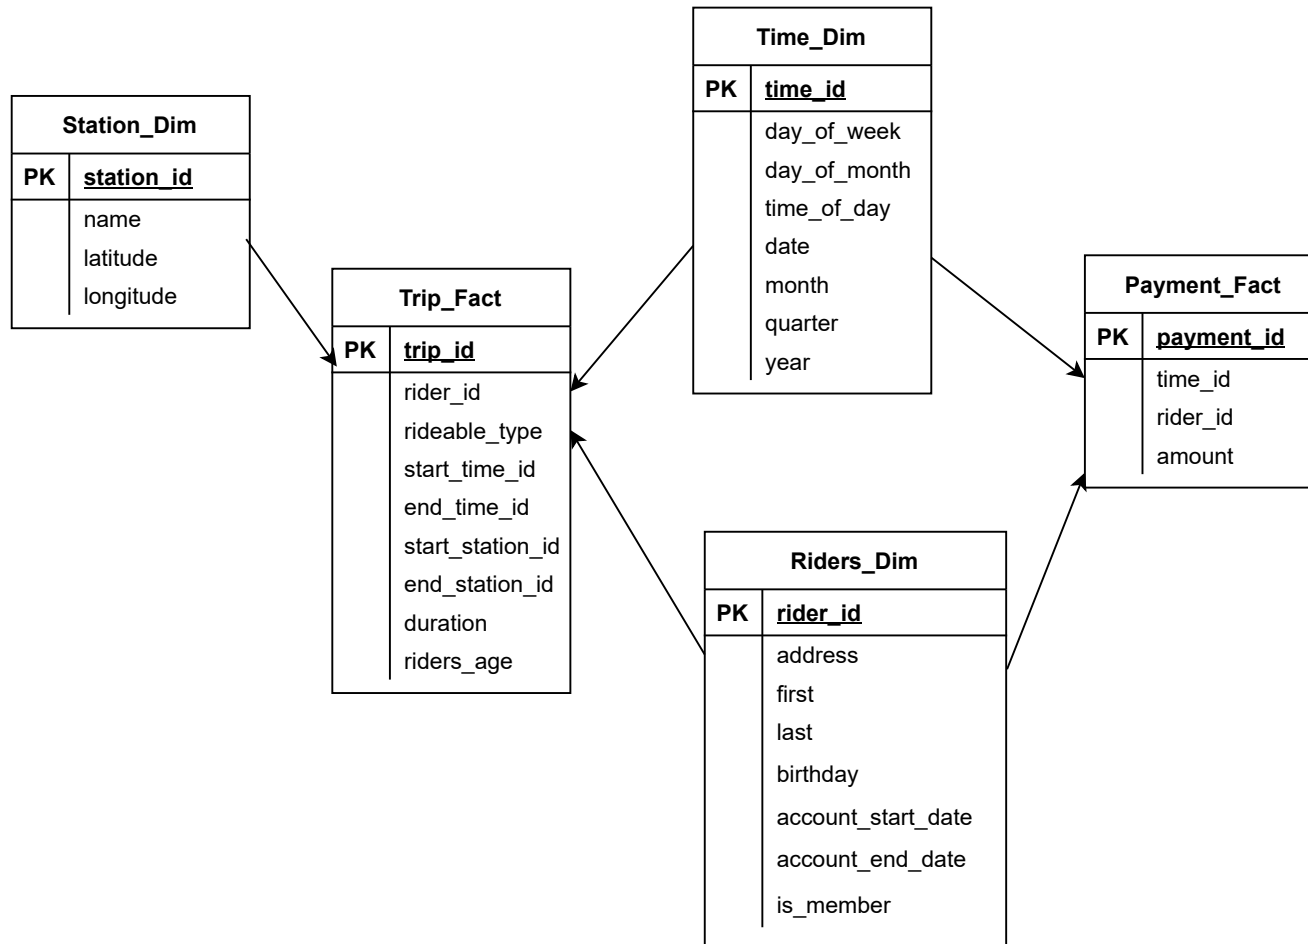 Station_Dim
PK station_id
name
latitude
longitude
Trip_Fact
PK trip_id
rider_id
rideable_type
start_time_id
end_time_id
start_station_id
end_station_id
duration
riders_age
Time_Dim
PK time_id
day_of_week
day_of_month
time_of_day
date
month
quarter
year
Riders_Dim
PK rider_id
address
first
last
birthday
account_start_date
account_end_date
is_member
Payment_Fact
PK payment_id
time_id
rider_id
amount